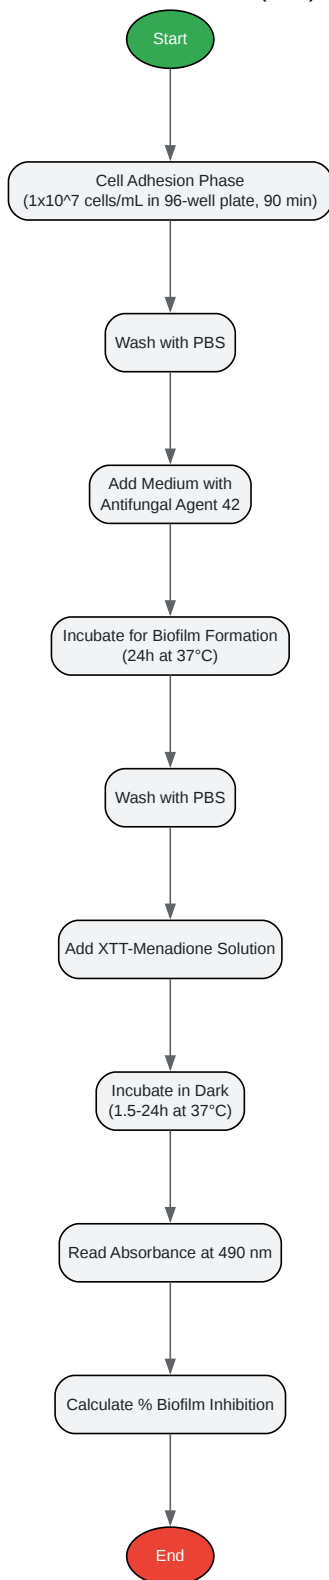 Start
Cell Adhesion Phase
(1x10^7 cells/mL in 96-well plate, 90 min)
Wash with PBS
Add Medium with
Antifungal Agent 42
Incubate for Biofilm Formation
(24h at 37°C)
Wash with PBS
Add XTT-Menadione Solution
Incubate in Dark
(1.5-24h at 37°C)
Read Absorbance at 490 nm
Calculate % Biofilm Inhibition
End